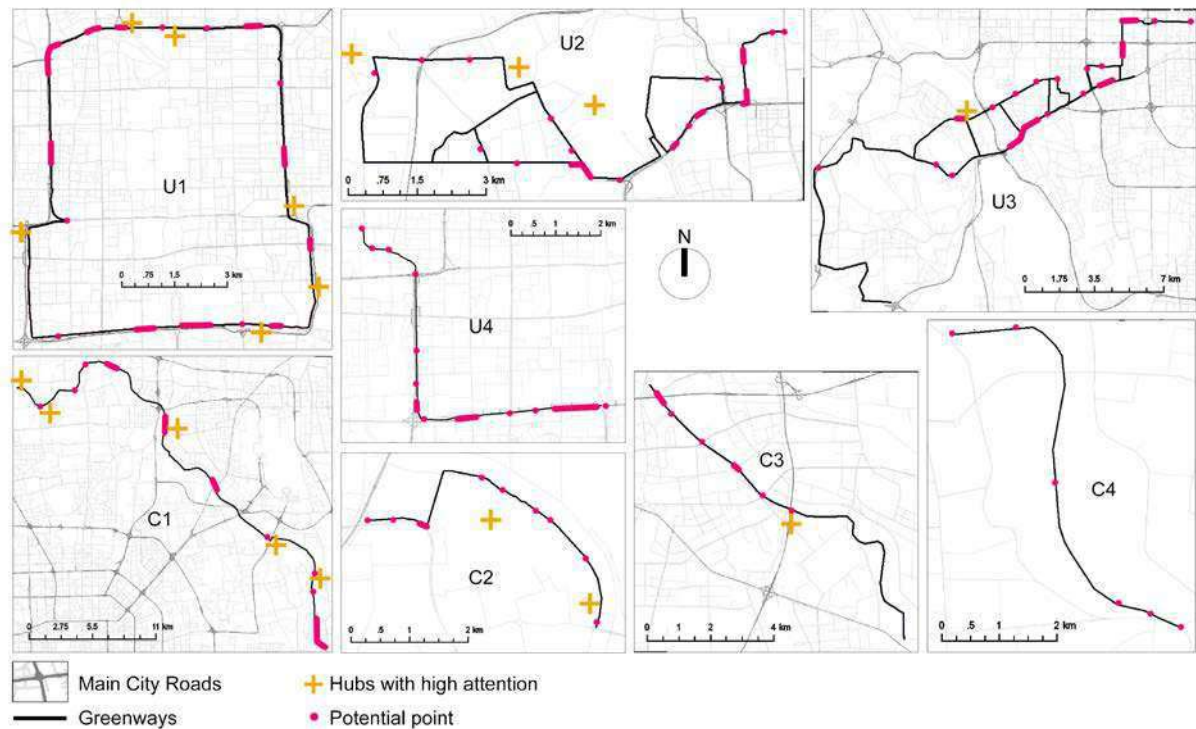 U1
0 .75 1.5 3 km
U2
0 .75 1.5 3 km
U3
0 1.75 3.5 7 km
0 .5 1 2 km
U4
N
C1
0 2.75 5.5 11 km
C2
0 .5 1 2 km
C3
0 1 2 4 km
C4
0 .5 1 2 km
Main City Roads
Hubs with high attention
Greenways
Potential point